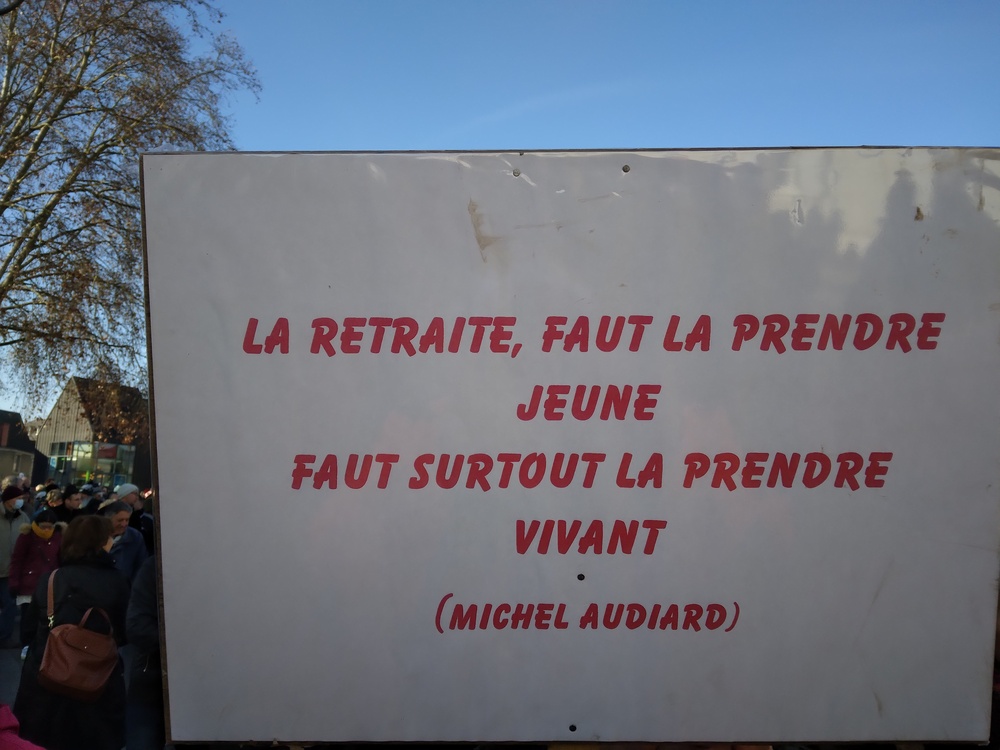 LA RETRAITE, FAUT LA PRENDRE
JEUNE
FAUT SURTOUT LA PRENDRE
VIVANT
(MICHEL AUDIARD)